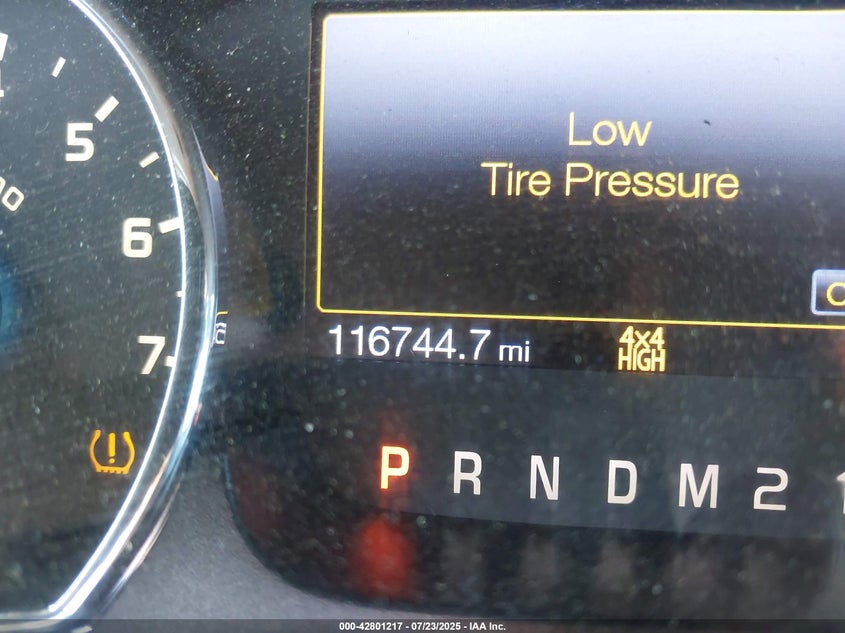 5
6
7
Low
Tire Pressure
116744.7 mi
4x4
HIGH
P R N D M 2
000-42801217 - 07/23/2025 - IAA Inc.